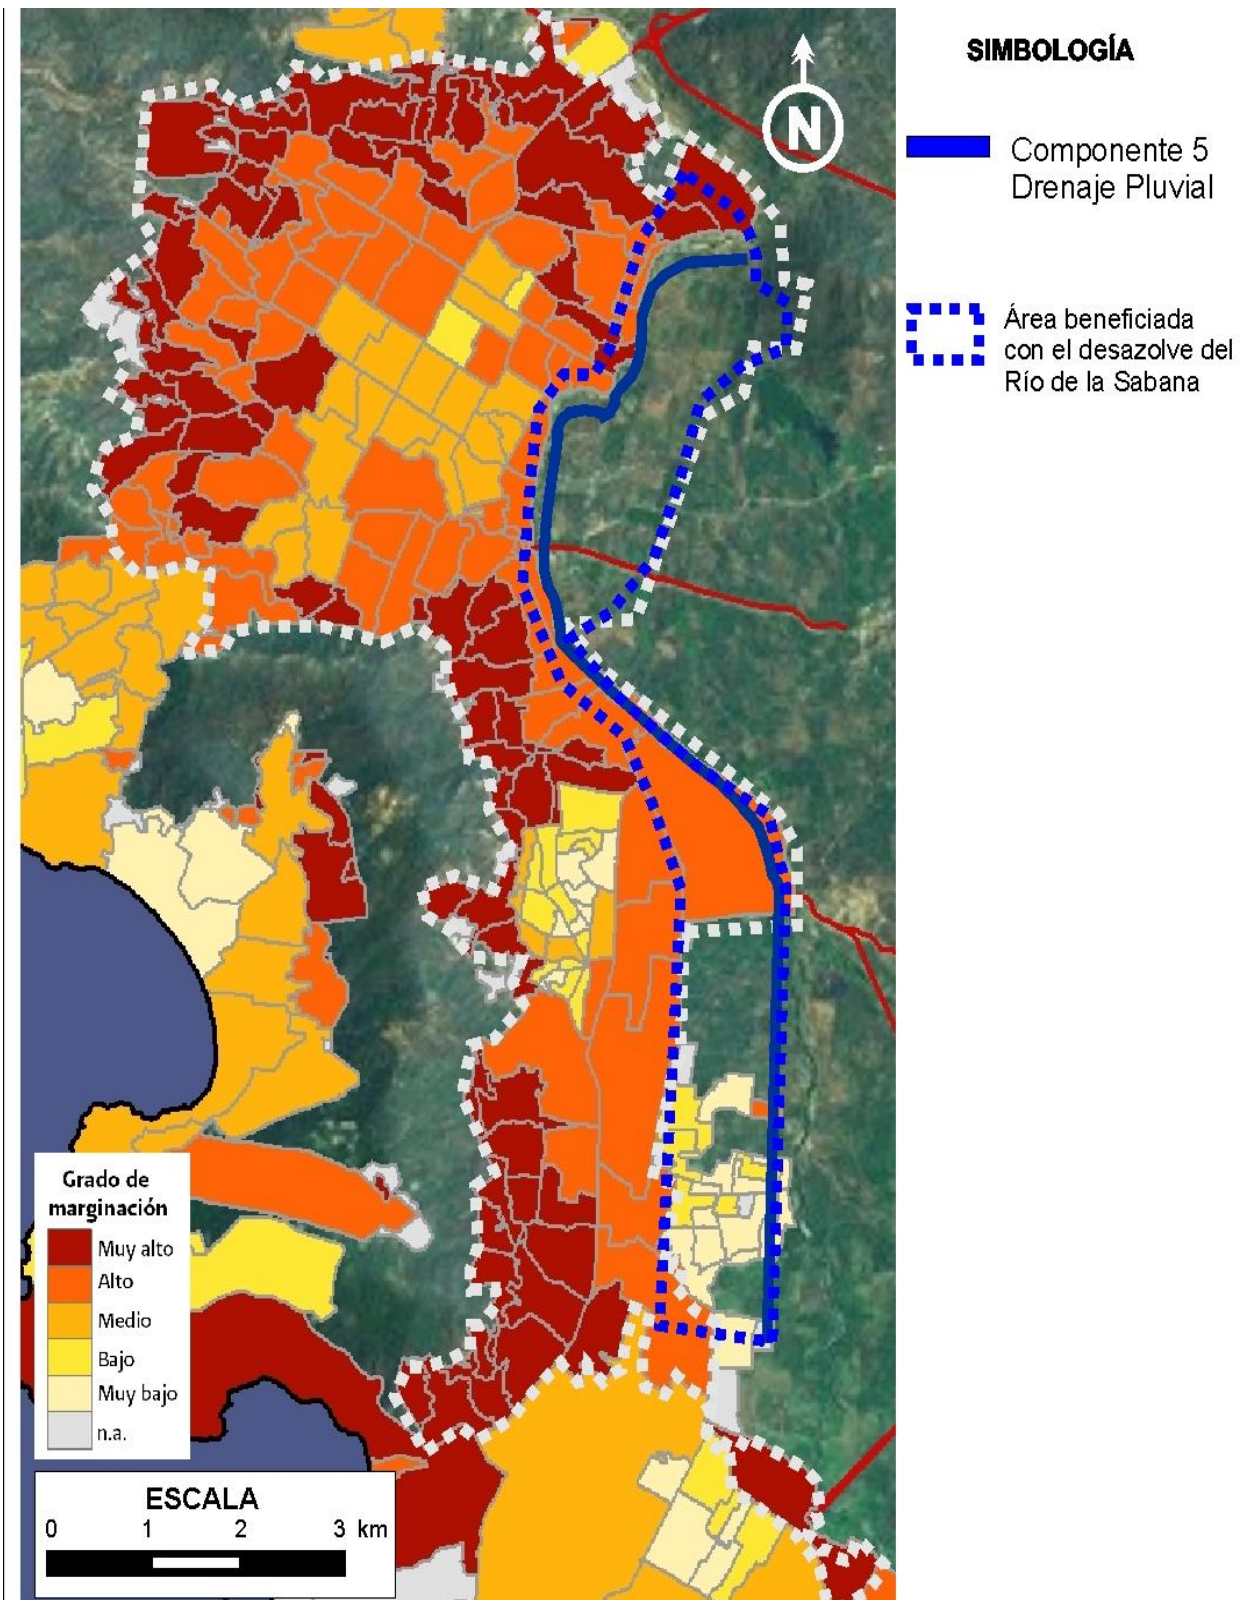 SIMBOLOGÍA
N
Componente 5
Drenaje Pluvial
Área beneficiada
con el desazolve del
Río de la Sabana
Grado de
marginación
Muy alto
Alto
Medio
Bajo
Muy bajo
n.a.
ESCALA
0 1 2 3 km